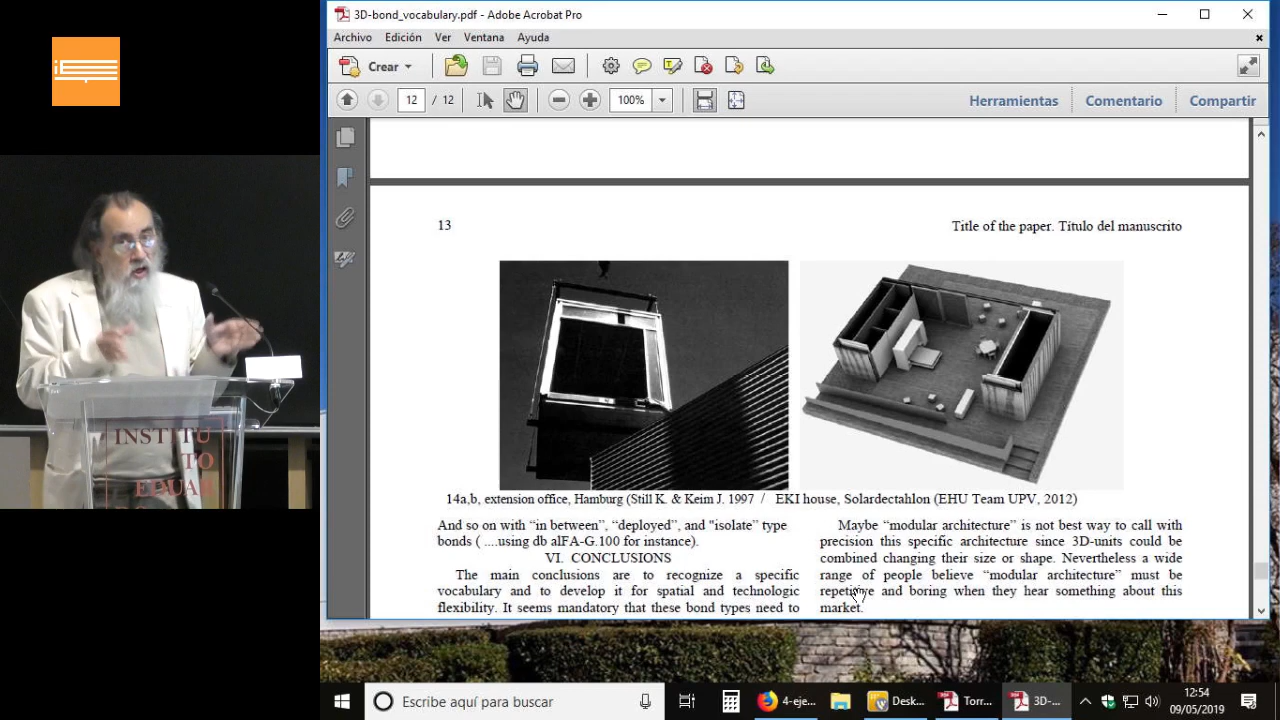 3D-bond_vocabulary.pdf - Adobe Acrobat Pro
Archivo Edición Ver Ventana Ayuda
Crear
12 / 12
100%
Herramientas Comentario Compartir
13
Title of the paper. Título del manuscrito
14a,b, extension office, Hamburg (Still K. & Keim J. 1997 / EKI house, Solardectahlon (EHU Team UPV, 2012)
And so on with “in between”, “deployed”, and "isolate” type
bonds ( ....using db alFA-G.100 for instance).
VI. CONCLUSIONS
The main conclusions are to recognize a specific
vocabulary and to develop it for spatial and technologic
flexibility. It seems mandatory that these bond types need to
Maybe “modular architecture” is not best way to call with
precision this specific architecture since 3D-units could be
combined changing their size or shape. Nevertheless a wide
range of people believe “modular architecture” must be
repetitive and boring when they hear something about this
market.
INSTITU
TO
EDUAR
Escribe aquí para buscar
4-eje...
Desk...
Torr...
3D-...
12:54
09/05/2019